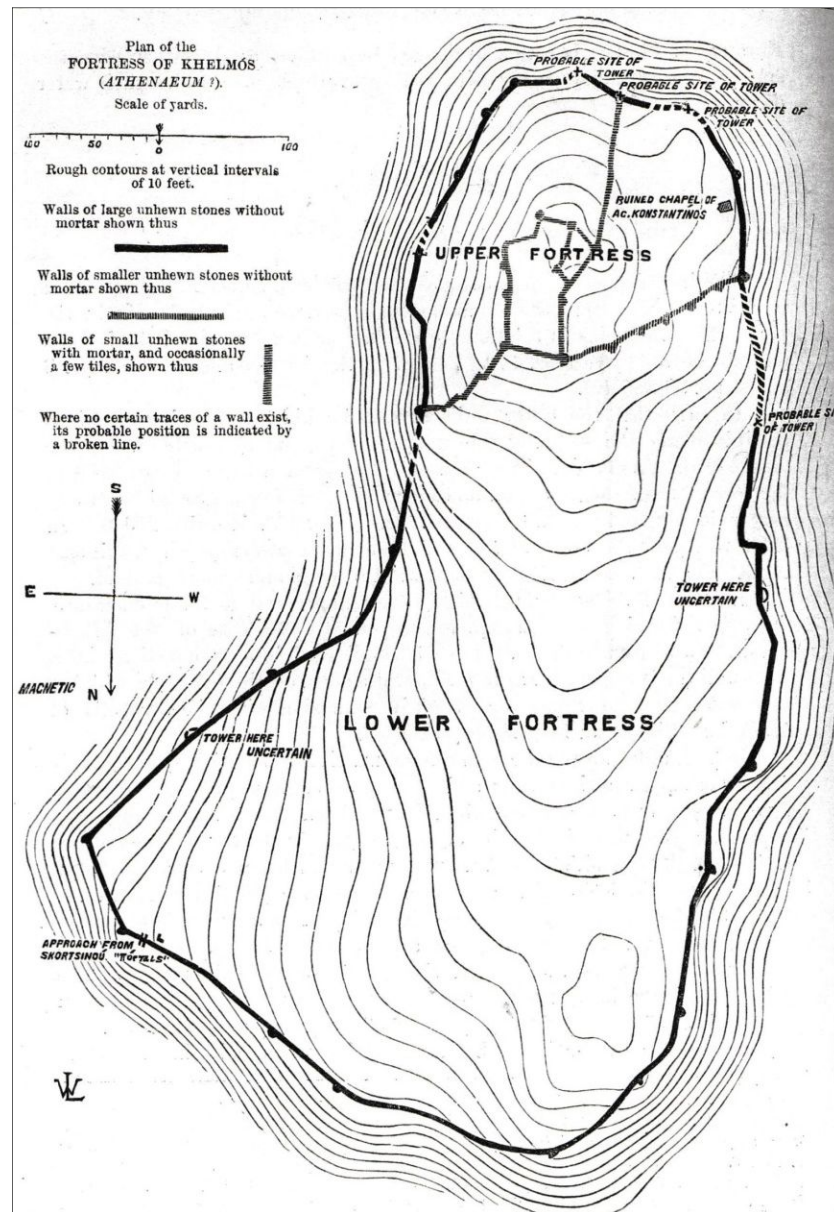 Plan of the
FORTRESS OF KHELMÓS
(ATHENAEUM ?).
Scale of yards.
100 50 0 100
Rough contours at vertical intervals
of 10 feet.
Walls of large unhewn stones without
mortar shown thus
Walls of smaller unhewn stones without
mortar shown thus
Walls of small unhewn stones
with mortar, and occasionally
a few tiles, shown thus
Where no certain traces of a wall exist,
its probable position is indicated by
a broken line.
PROBABLE SITE OF
TOWER
PROBABLE SITE OF TOWER
PROBABLE SITE OF
TOWER
RUINED CHAPEL OF
AG. KONSTANTINOS
UPPER FORTRESS
PROBABLE SI
OF TOWER
S
E W
MAGNETIC N
TOWER HERE
UNCERTAIN
LOWER FORTRESS
TOWER HERE
UNCERTAIN
APPROACH FROM
SKORTSINOÚ